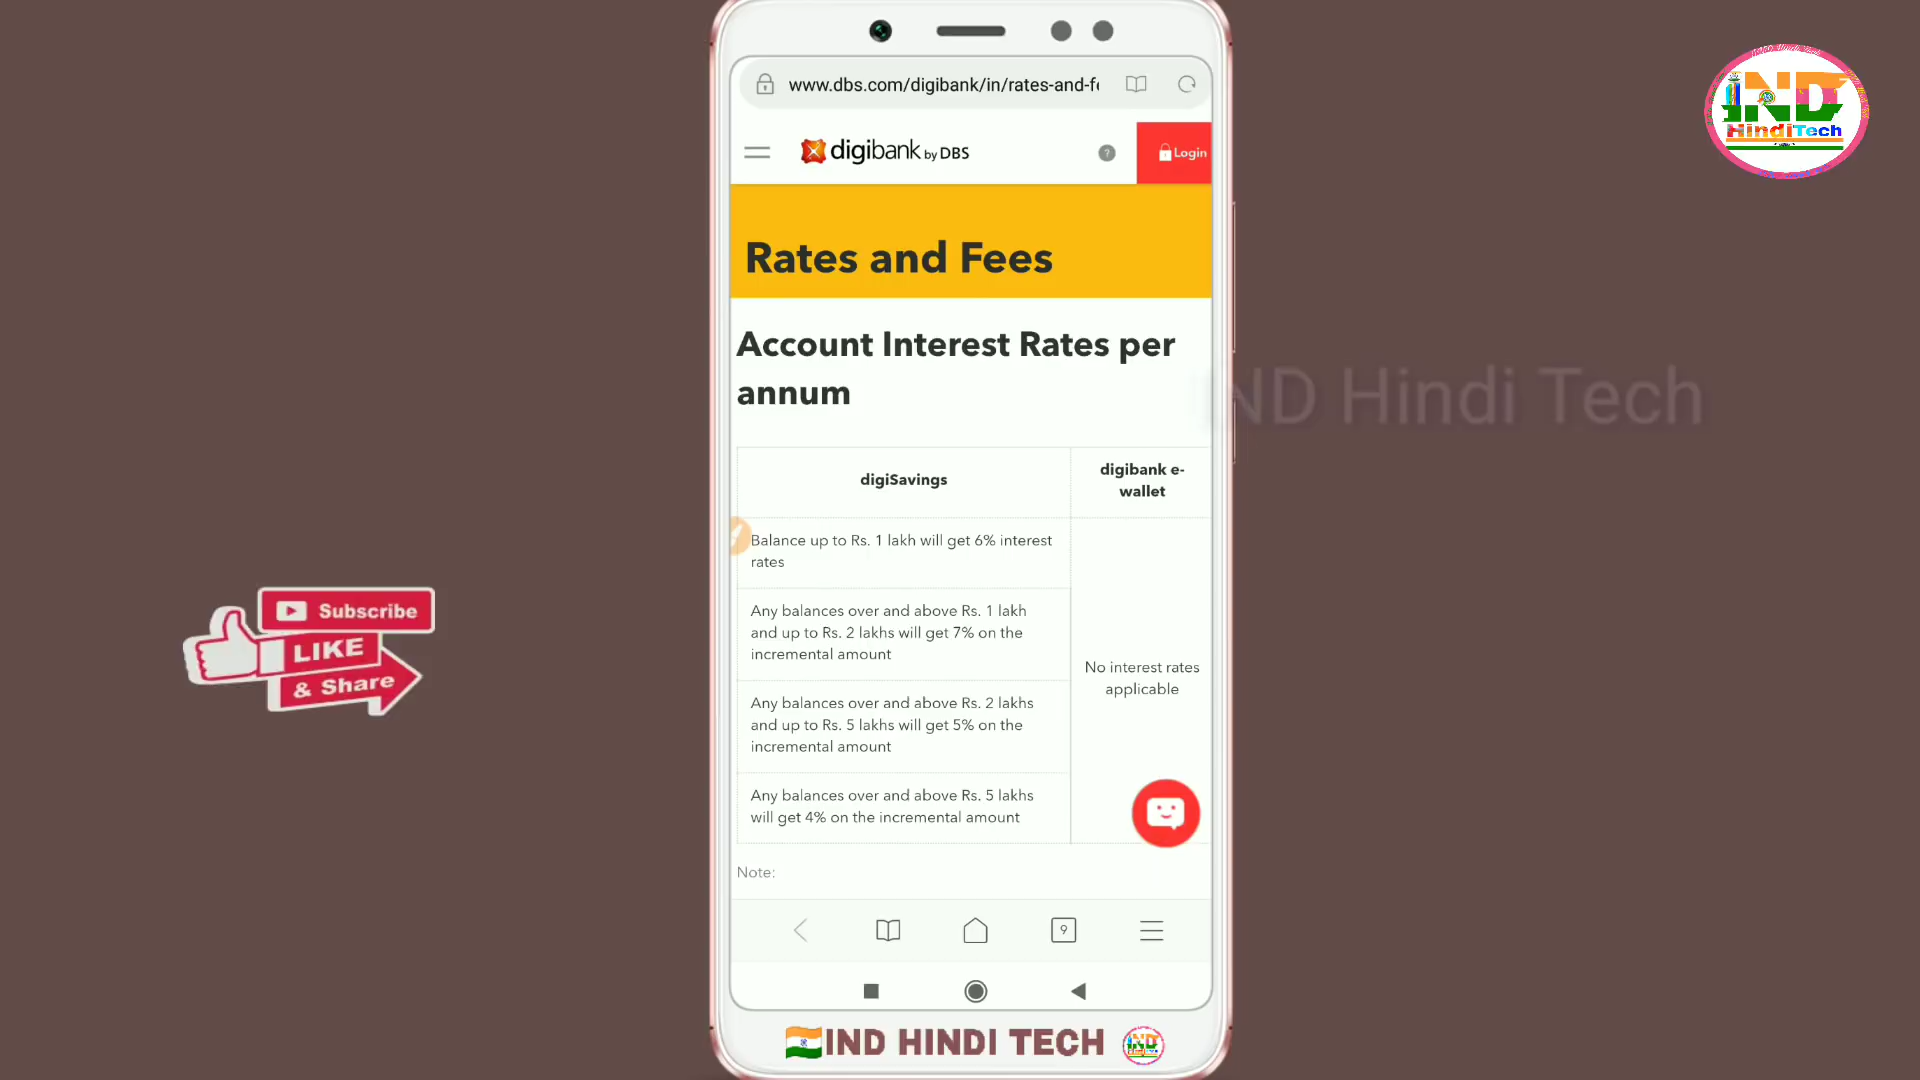 www.dbs.com/digibank/in/rates-and-fe
digibank by DBS
?
Login
Rates and Fees
Account Interest Rates per
annum
digiSavings
digibank e-
wallet
Balance up to Rs. 1 lakh will get 6% interest
rates
Any balances over and above Rs. 1 lakh
and up to Rs. 2 lakhs will get 7% on the
incremental amount
Any balances over and above Rs. 2 lakhs
and up to Rs. 5 lakhs will get 5% on the
incremental amount
Any balances over and above Rs. 5 lakhs
will get 4% on the incremental amount
No interest rates
applicable
Note:
9
IND HINDI TECH
IND
HindiTech
IND Hindi Tech
Subscribe
LIKE
& Share